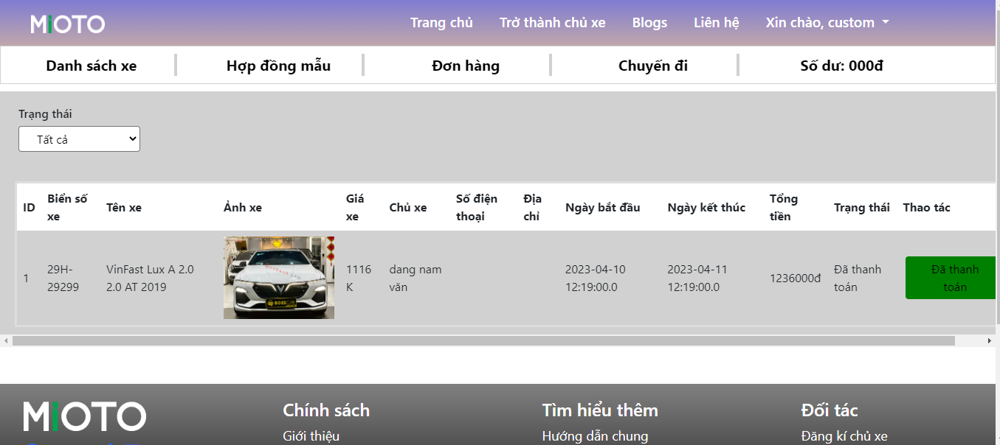 MiOTO
Trang chủ Trở thành chủ xe Blogs Liên hệ Xin chào, custom
Danh sách xe Hợp đồng mẫu Đơn hàng Chuyến đi Số dư: 000đ
Trạng thái
Tất cả
ID Biển số xe Tên xe Ảnh xe Giá xe Chủ xe Số điện thoại Địa chỉ Ngày bắt đầu Ngày kết thúc Tổng tiền Trạng thái Thao tác
1 29H-29299 VinFast Lux A 2.0 2.0 AT 2019 1116 K dang nam văn 2023-04-10 12:19:00.0 2023-04-11 12:19:00.0 1236000đ Đã thanh toán Đã thanh toán
MiOTO
Chính sách Tìm hiểu thêm Đối tác
Giới thiệu Hướng dẫn chung Đăng kí chủ xe